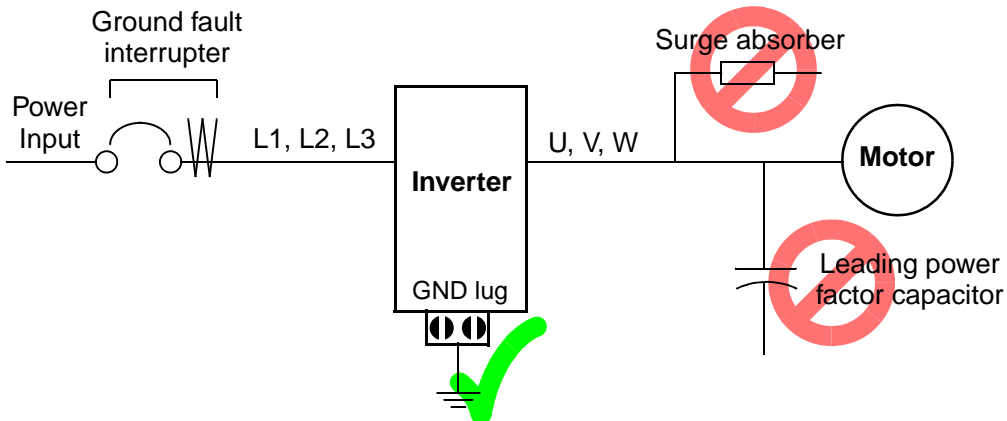 Ground fault
interrupter
Surge absorber
Power
Input
L1, L2, L3
U, V, W
Inverter
Motor
GND lug
Leading power
factor capacitor